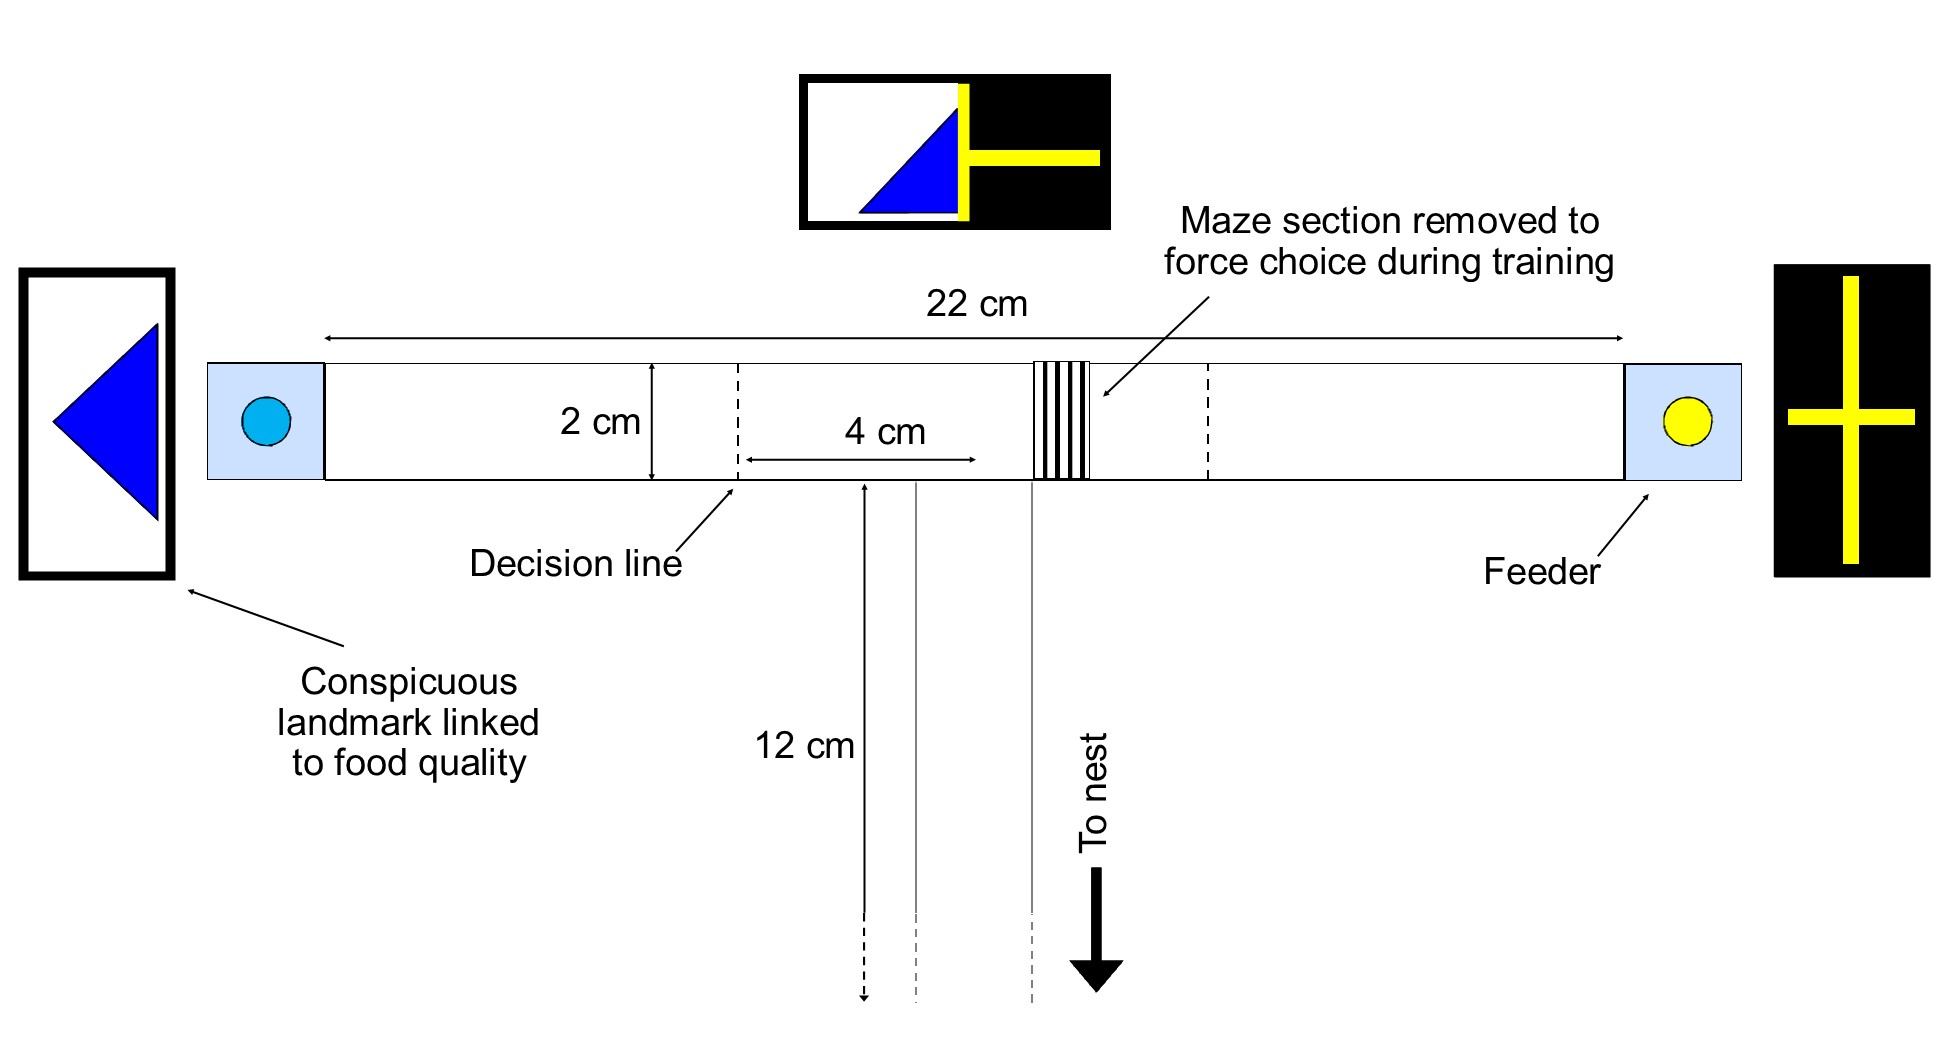 Maze section removed to
force choice during training
22 cm
2 cm
4 cm
Decision line
Feeder
Conspicuous
landmark linked
to food quality
12 cm
To nest